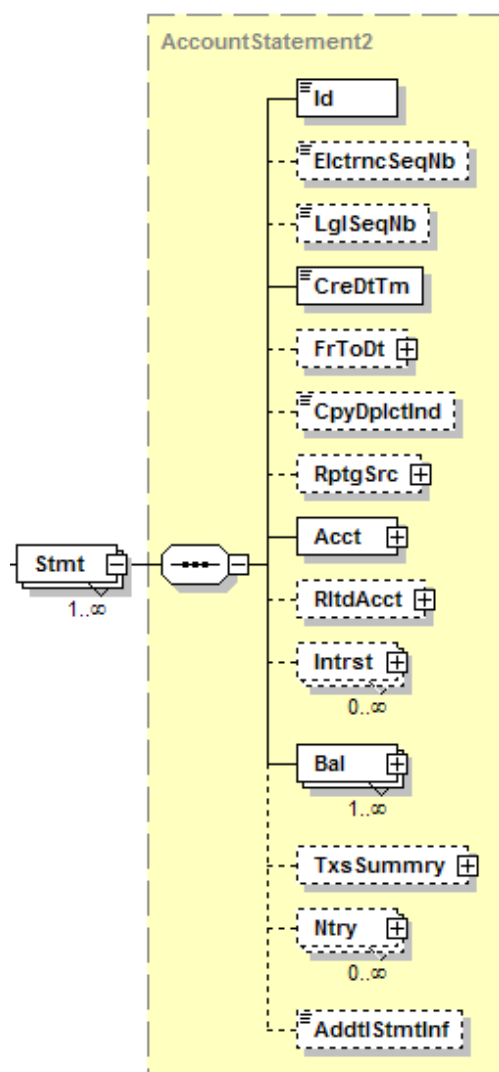 AccountStatement2
Id
ElctrncSeqNb
LglSeqNb
CreDtTm
FrToDt
CpyDplctInd
RptgSrc
Stmt
1..∞
Acct
RltdAcct
Intrst
0..∞
Bal
1..∞
TxsSummry
Ntry
0..∞
AddtlStmtInf